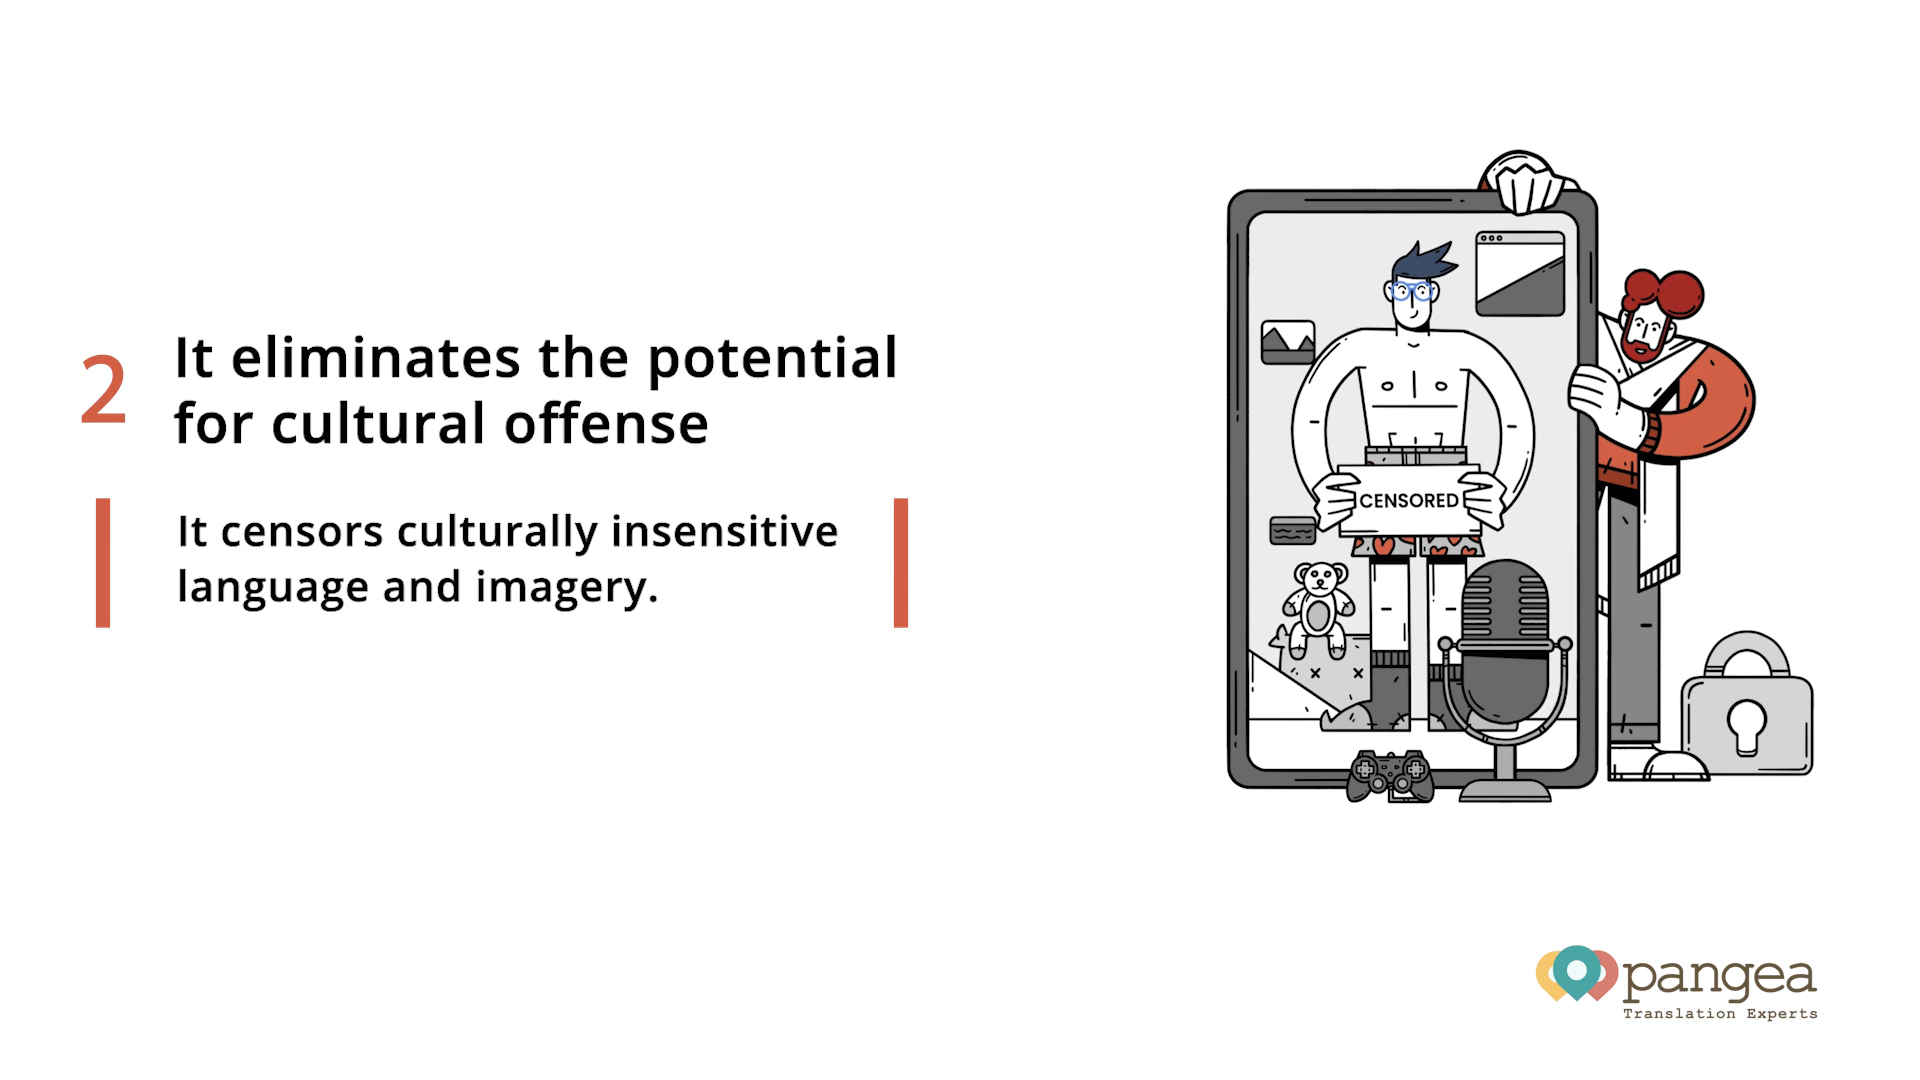 2
It eliminates the potential
for cultural offense
It censors culturally insensitive
language and imagery.
CENSORED
pangea
Translation Experts